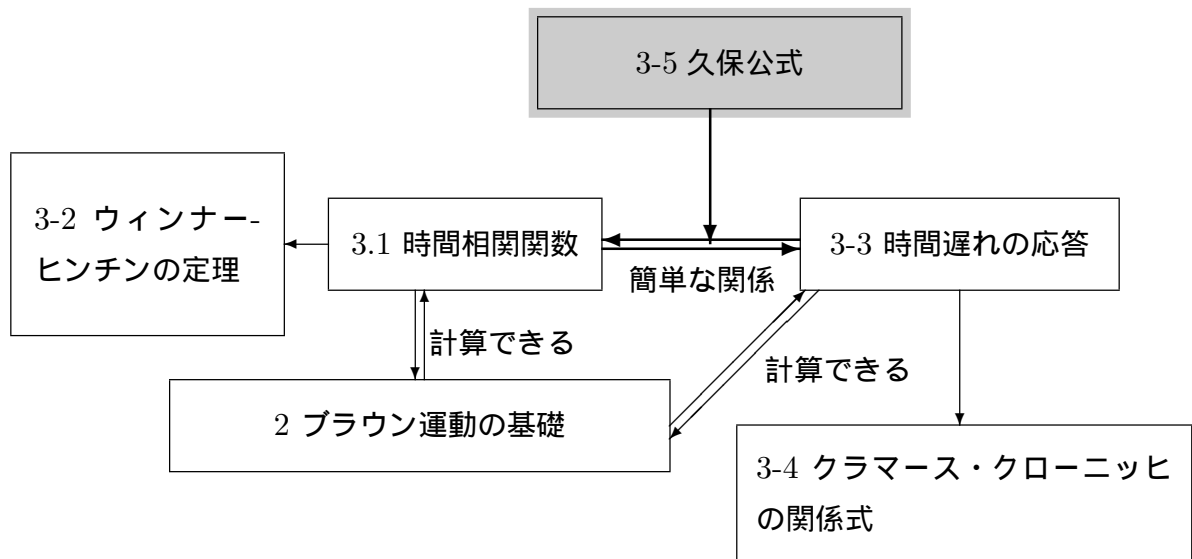 3-5 久保公式
3-2 ウィンナー-
ヒンチンの定理
3.1 時間相関関数
3-3 時間遅れの応答
簡単な関係
計算できる
計算できる
2 ブラウン運動の基礎
3-4 クラマース・クローニッヒ
の関係式